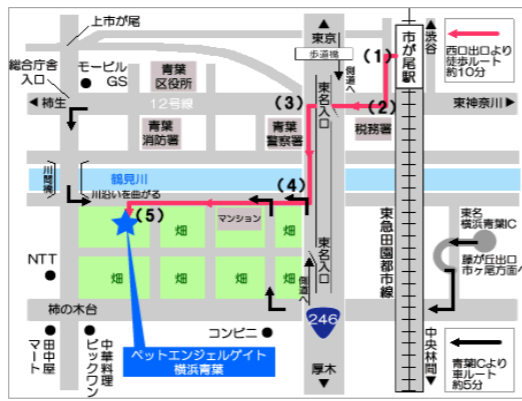 上市が尾
東京
歩道橋
(1)
市が尾駅
渋谷
西口出口より
徒歩ルート
約10分
総合庁舎
入口
モービル
GS
青葉
区役所
側道へ
東名入口
柿生
12号線
(3)
(2)
東神奈川
青葉
消防署
青葉
警察署
税務署
川間橋
鶴見川
川沿いを曲がる
(4)
(5)
畑
マンション
畑
東名入口
東急田園都市線
東名
横浜青葉IC
藤が丘出口
市ヶ尾方面へ
NTT
畑
畑
畑
側道へ
柿の木台
コンビニ
246
田中屋
マート
中華料理
ビックワン
ペットエンジェルゲイト
横浜青葉
厚木
中央林間
青葉ICより
車ルート
約5分